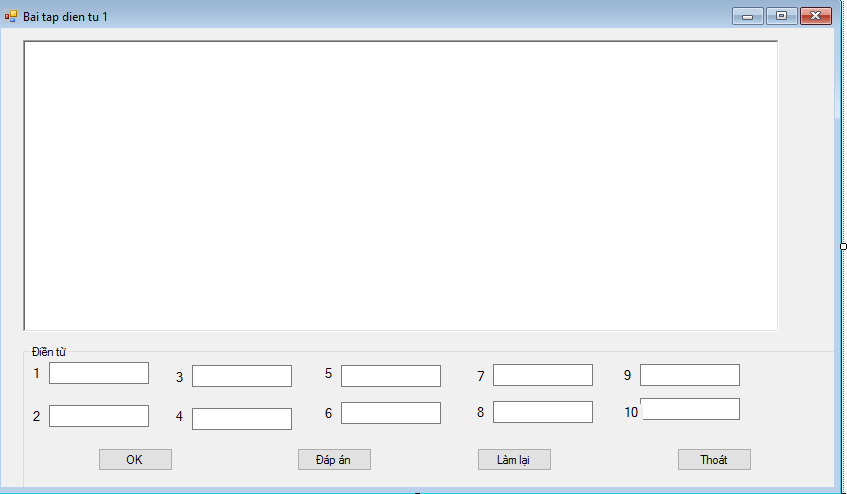 Bai tap dien tu 1
Điền từ
1 3 5 7 9
2 4 6 8 10
OK Đáp án Làm lại Thoát